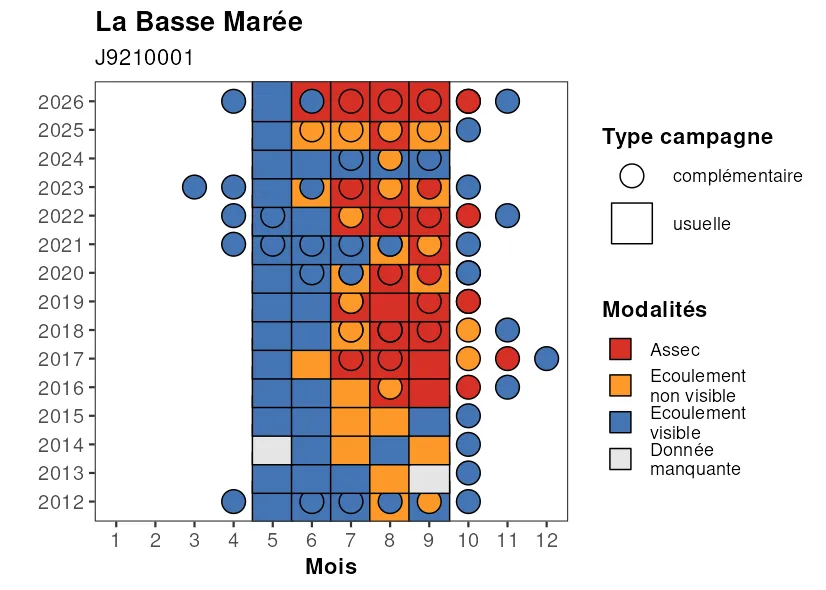 La Basse Marée
J9210001
2026
2025
2024
2023
2022
2021
2020
2019
2018
2017
2016
2015
2014
2013
2012
1 2 3 4 5 6 7 8 9 10 11 12
Mois
Type campagne
complémentaire
usuelle
Modalités
Assec
Ecoulement
non visible
Ecoulement
visible
Donnée
manquante